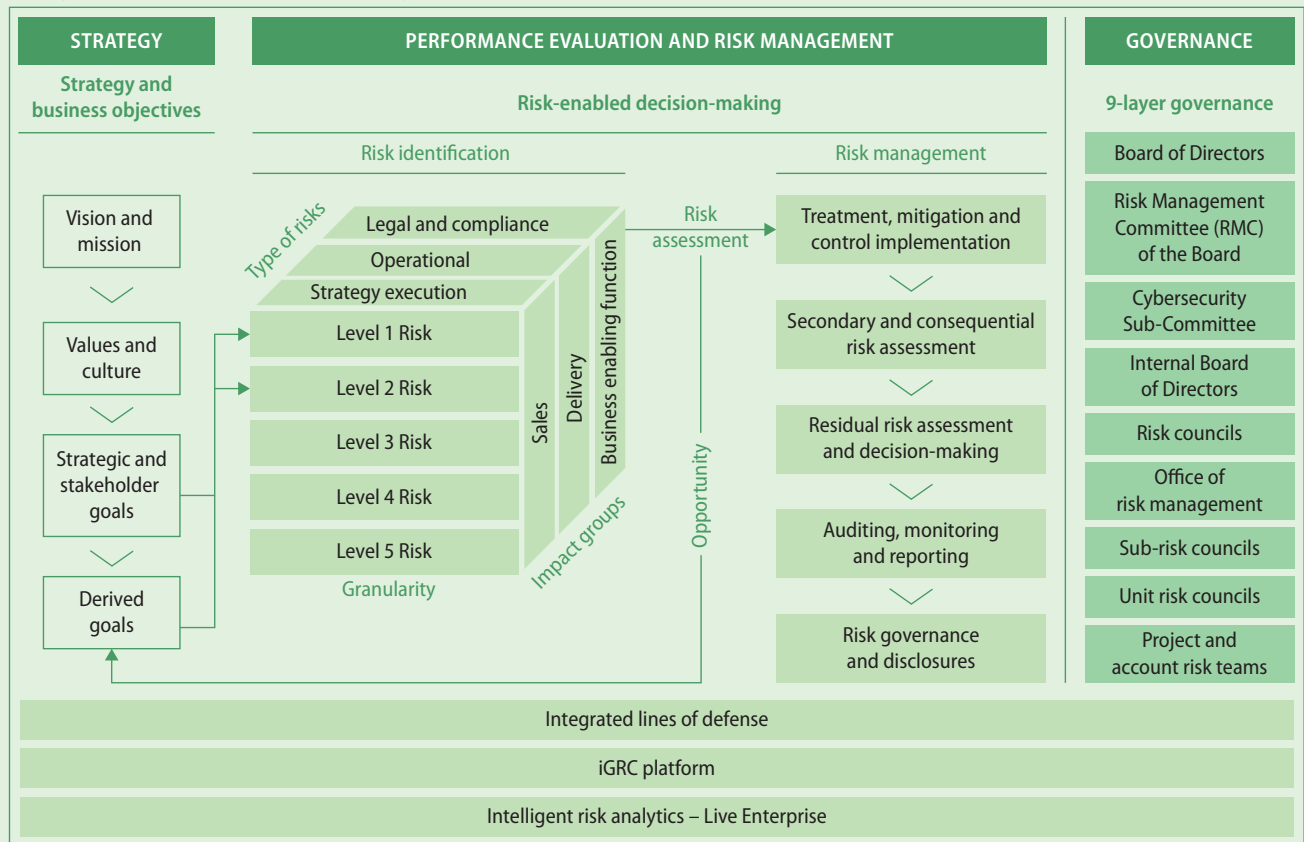 STRATEGY
Strategy and
business objectives
Vision and
mission
Values and
culture
Strategic and
stakeholder
goals
Derived
goals
PERFORMANCE EVALUATION AND RISK MANAGEMENT
Risk-enabled decision-making
Risk identification
Type of risks
Legal and compliance
Operational
Strategy execution
Level 1 Risk
Level 2 Risk
Level 3 Risk
Level 4 Risk
Level 5 Risk
Granularity
Sales
Delivery
Business enabling function
Impact groups
Risk
assessment
Opportunity
Risk management
Treatment, mitigation and
control implementation
Secondary and consequential
risk assessment
Residual risk assessment
and decision-making
Auditing, monitoring
and reporting
Risk governance
and disclosures
GOVERNANCE
9-layer governance
Board of Directors
Risk Management
Committee (RMC)
of the Board
Cybersecurity
Sub-Committee
Internal Board
of Directors
Risk councils
Office of
risk management
Sub-risk councils
Unit risk councils
Project and
account risk teams
Integrated lines of defense
iGRC platform
Intelligent risk analytics – Live Enterprise